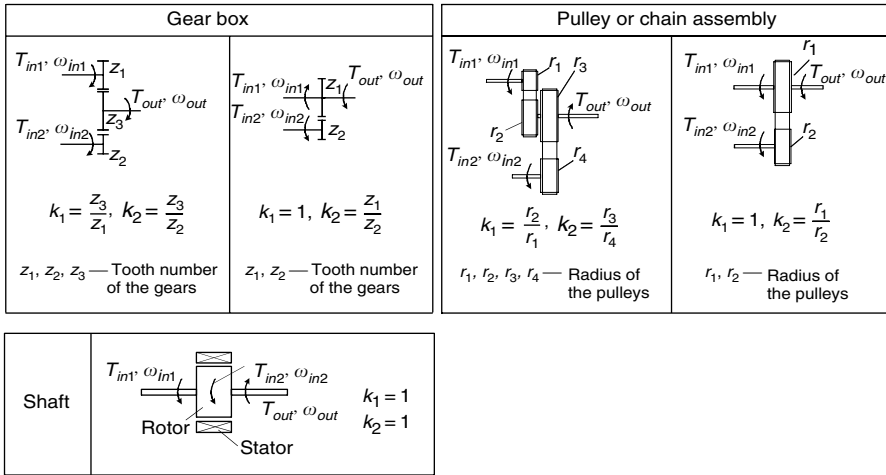 Gear box
T_in1, ω_in1
z_1
T_out, ω_out
z_3
T_in2, ω_in2
z_2
k_1 = z_3/z_1, k_2 = z_3/z_2
z_1, z_2, z_3 — Tooth number
of the gears
T_in1, ω_in1
z_1
T_out, ω_out
T_in2, ω_in2
z_2
k_1 = 1, k_2 = z_1/z_2
z_1, z_2 — Tooth number
of the gears
Pulley or chain assembly
T_in1, ω_in1
r_1
r_3
T_out, ω_out
r_2
T_in2, ω_in2
r_4
k_1 = r_2/r_1, k_2 = r_3/r_4
r_1, r_2, r_3, r_4 — Radius of
the pulleys
r_1
T_in1, ω_in1
T_out, ω_out
T_in2, ω_in2
r_2
k_1 = 1, k_2 = r_1/r_2
r_1, r_2 — Radius of
the pulleys
Shaft
T_in1, ω_in1
T_in2, ω_in2
T_out, ω_out
Rotor
Stator
k_1 = 1
k_2 = 1